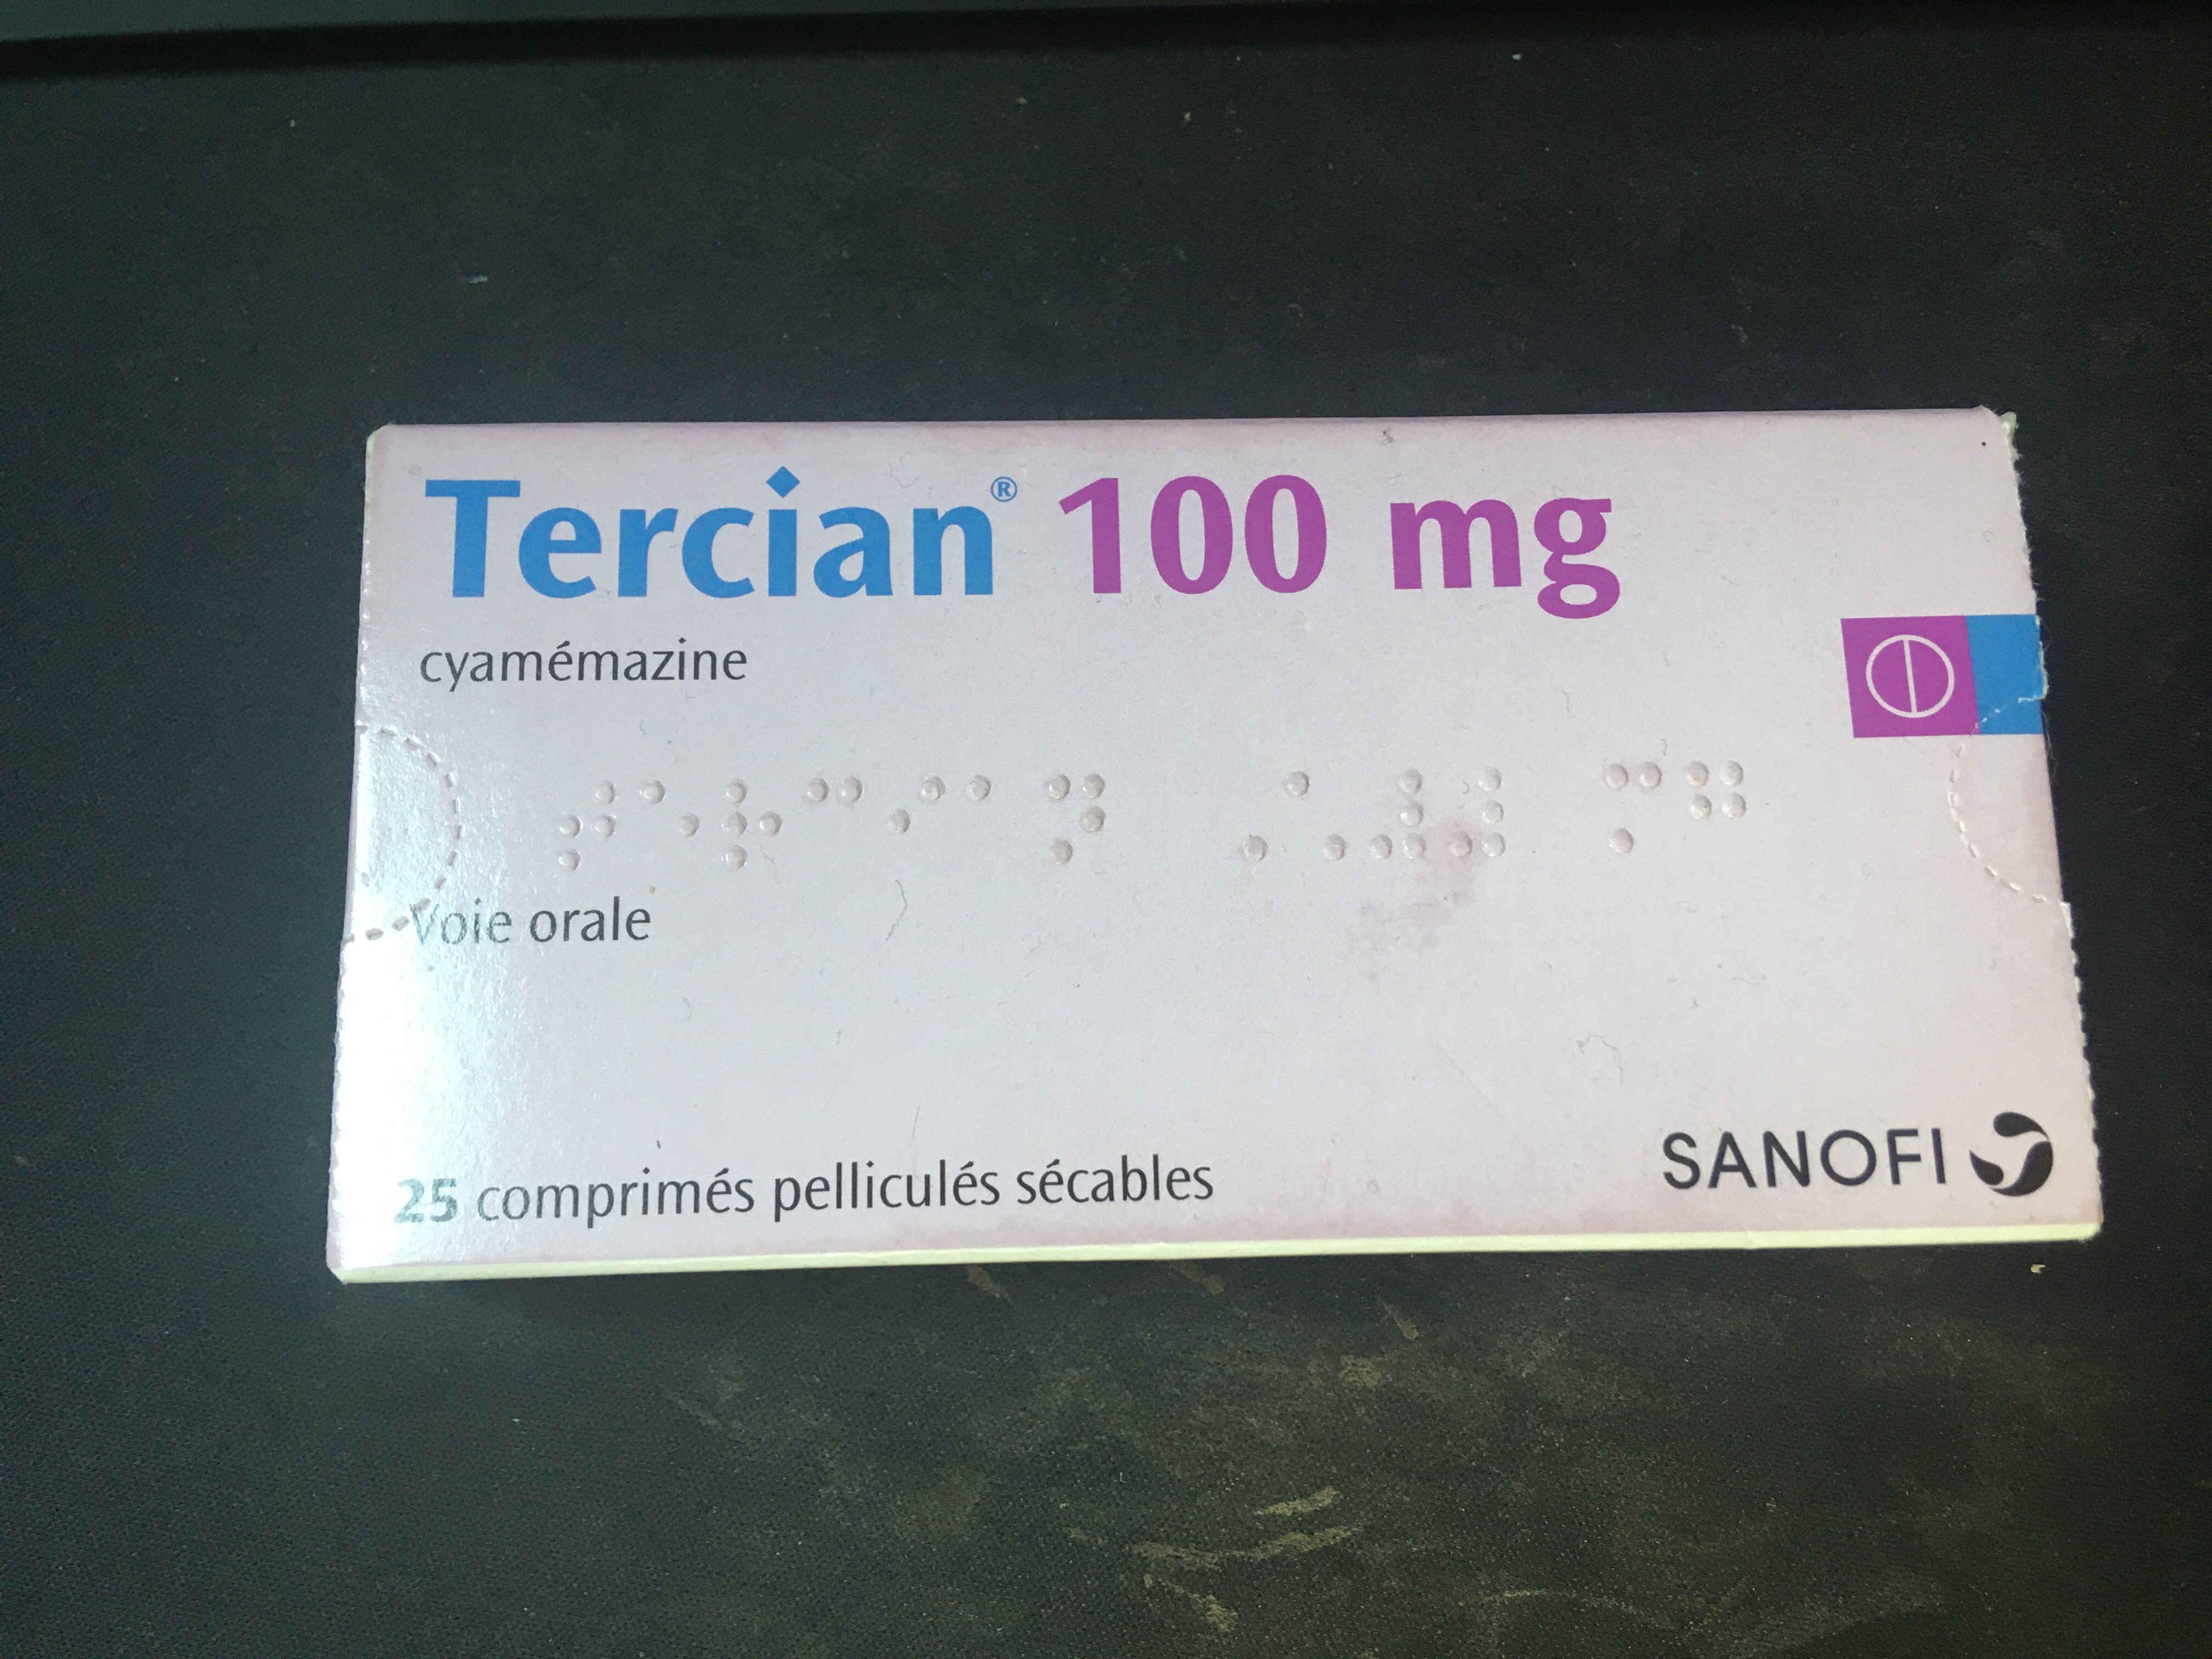 Tercian® 100 mg
cyamémazine
⠞⠑⠗⠉⠊⠁⠝ ⠠⠡⠼⠼ ⠍⠛
Voie orale
25 comprimés pelliculés sécables
SANOFI